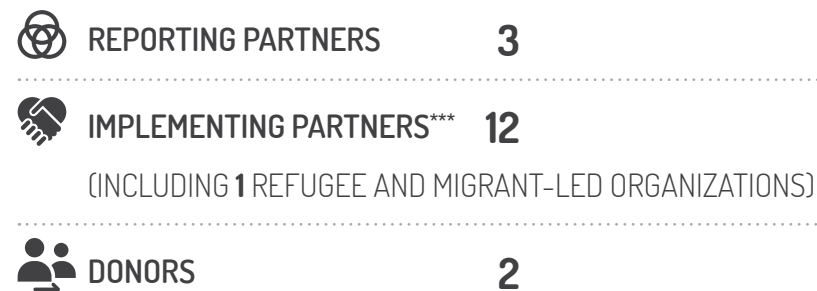 REPORTING PARTNERS 3
IMPLEMENTING PARTNERS*** 12
(INCLUDING 1 REFUGEE AND MIGRANT-LED ORGANIZATIONS)
DONORS 2